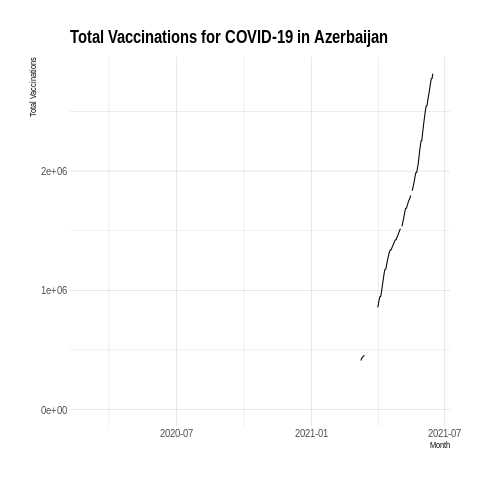 Total Vaccinations for COVID-19 in Azerbaijan
Total Vaccinations
2e+06
1e+06
0e+00
2020-07
2021-01
2021-07
Month